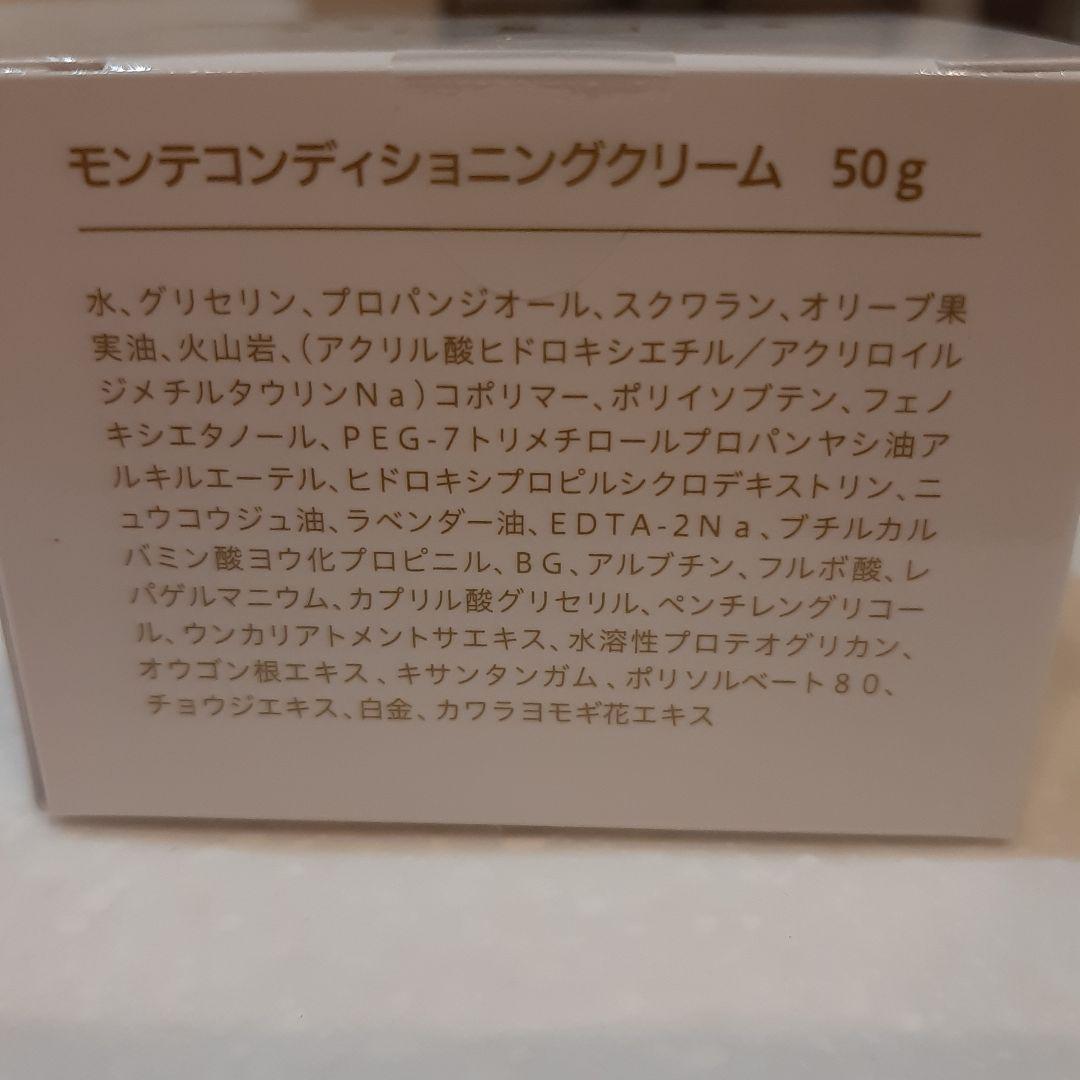 モンテコンディショニングクリーム　50g
水、グリセリン、プロパンジオール、スクワラン、オリーブ果
実油、火山岩、（アクリル酸ヒドロキシエチル／アクリロイル
ジメチルタウリンNa）コポリマー、ポリイソブテン、フェノ
キシエタノール、PEG-7トリメチロールプロパンヤシ油ア
ルキルエーテル、ヒドロキシプロピルシクロデキストリン、ニ
ュウコウジュ油、ラベンダー油、EDTA-2Na、ブチルカル
バミン酸ヨウ化プロピニル、BG、アルブチン、フルボ酸、レ
パゲルマニウム、カプリル酸グリセリル、ペンチレングリコー
ル、ウンカリアトメントサエキス、水溶性プロテオグリカン、
オウゴン根エキス、キサンタンガム、ポリソルベート８０、
チョウジエキス、白金、カワラヨモギ花エキス